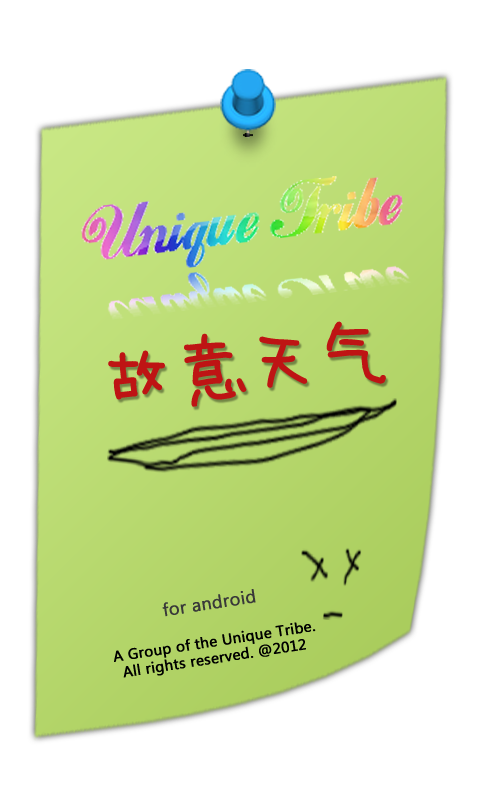 Unique Tribe
故意天气
for android
A Group of the Unique Tribe.
All rights reserved. @2012